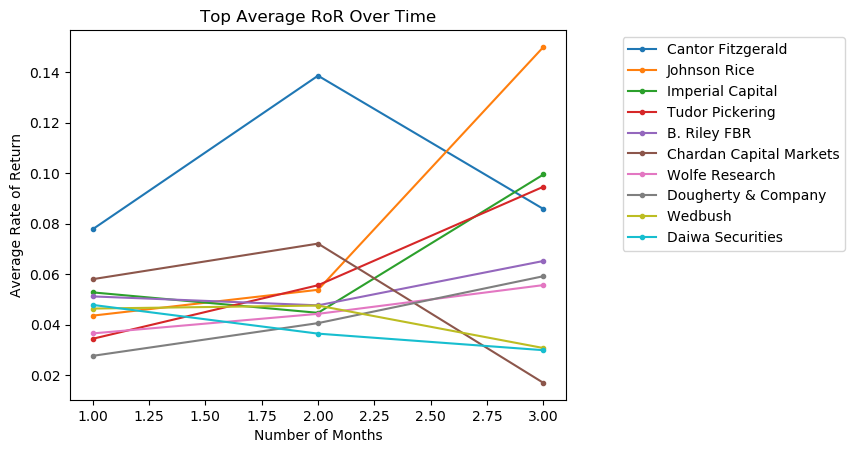 Top Average RoR Over Time
Average Rate of Return
0.14
0.12
0.10
0.08
0.06
0.04
0.02
1.00 1.25 1.50 1.75 2.00 2.25 2.50 2.75 3.00
Number of Months
Cantor Fitzgerald
Johnson Rice
Imperial Capital
Tudor Pickering
B. Riley FBR
Chardan Capital Markets
Wolfe Research
Dougherty & Company
Wedbush
Daiwa Securities